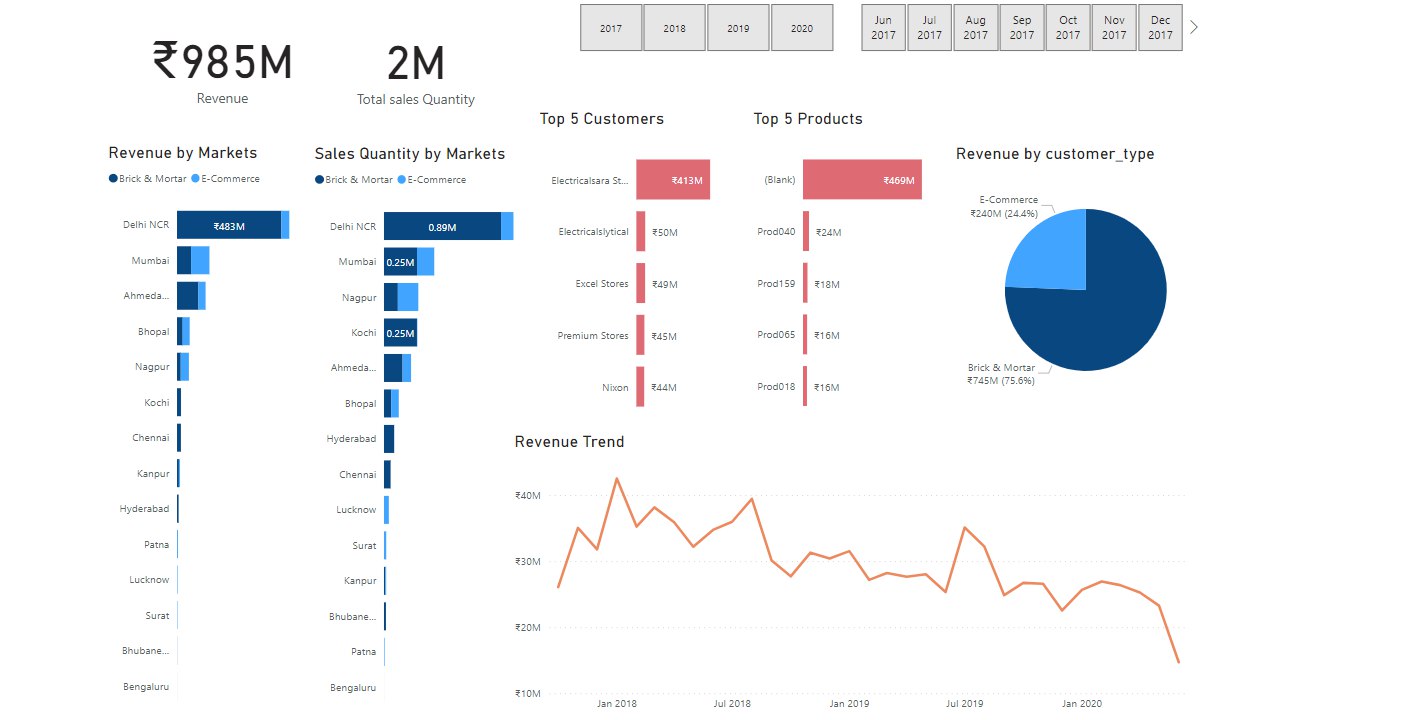 2017
2018
2019
2020
Jun
2017
Jul
2017
Aug
2017
Sep
2017
Oct
2017
Nov
2017
Dec
2017
₹985M
Revenue
2M
Total sales Quantity
Revenue by Markets
Brick & Mortar E-Commerce
Delhi NCR ₹483M
Mumbai
Ahmeda...
Bhopal
Nagpur
Kochi
Chennai
Kanpur
Hyderabad
Patna
Lucknow
Surat
Bhubane...
Bengaluru
Sales Quantity by Markets
Brick & Mortar E-Commerce
Delhi NCR 0.89M
Mumbai 0.25M
Nagpur
Kochi 0.25M
Ahmeda...
Bhopal
Hyderabad
Chennai
Lucknow
Surat
Kanpur
Bhubane...
Patna
Bengaluru
Top 5 Customers
Electricalsara St... ₹413M
Electricalslytical ₹50M
Excel Stores ₹49M
Premium Stores ₹45M
Nixon ₹44M
Top 5 Products
(Blank) ₹469M
Prod040 ₹24M
Prod159 ₹18M
Prod065 ₹16M
Prod018 ₹16M
Revenue by customer_type
E-Commerce
₹240M (24.4%)
Brick & Mortar
₹745M (75.6%)
Revenue Trend
₹40M
₹30M
₹20M
₹10M
Jan 2018
Jul 2018
Jan 2019
Jul 2019
Jan 2020